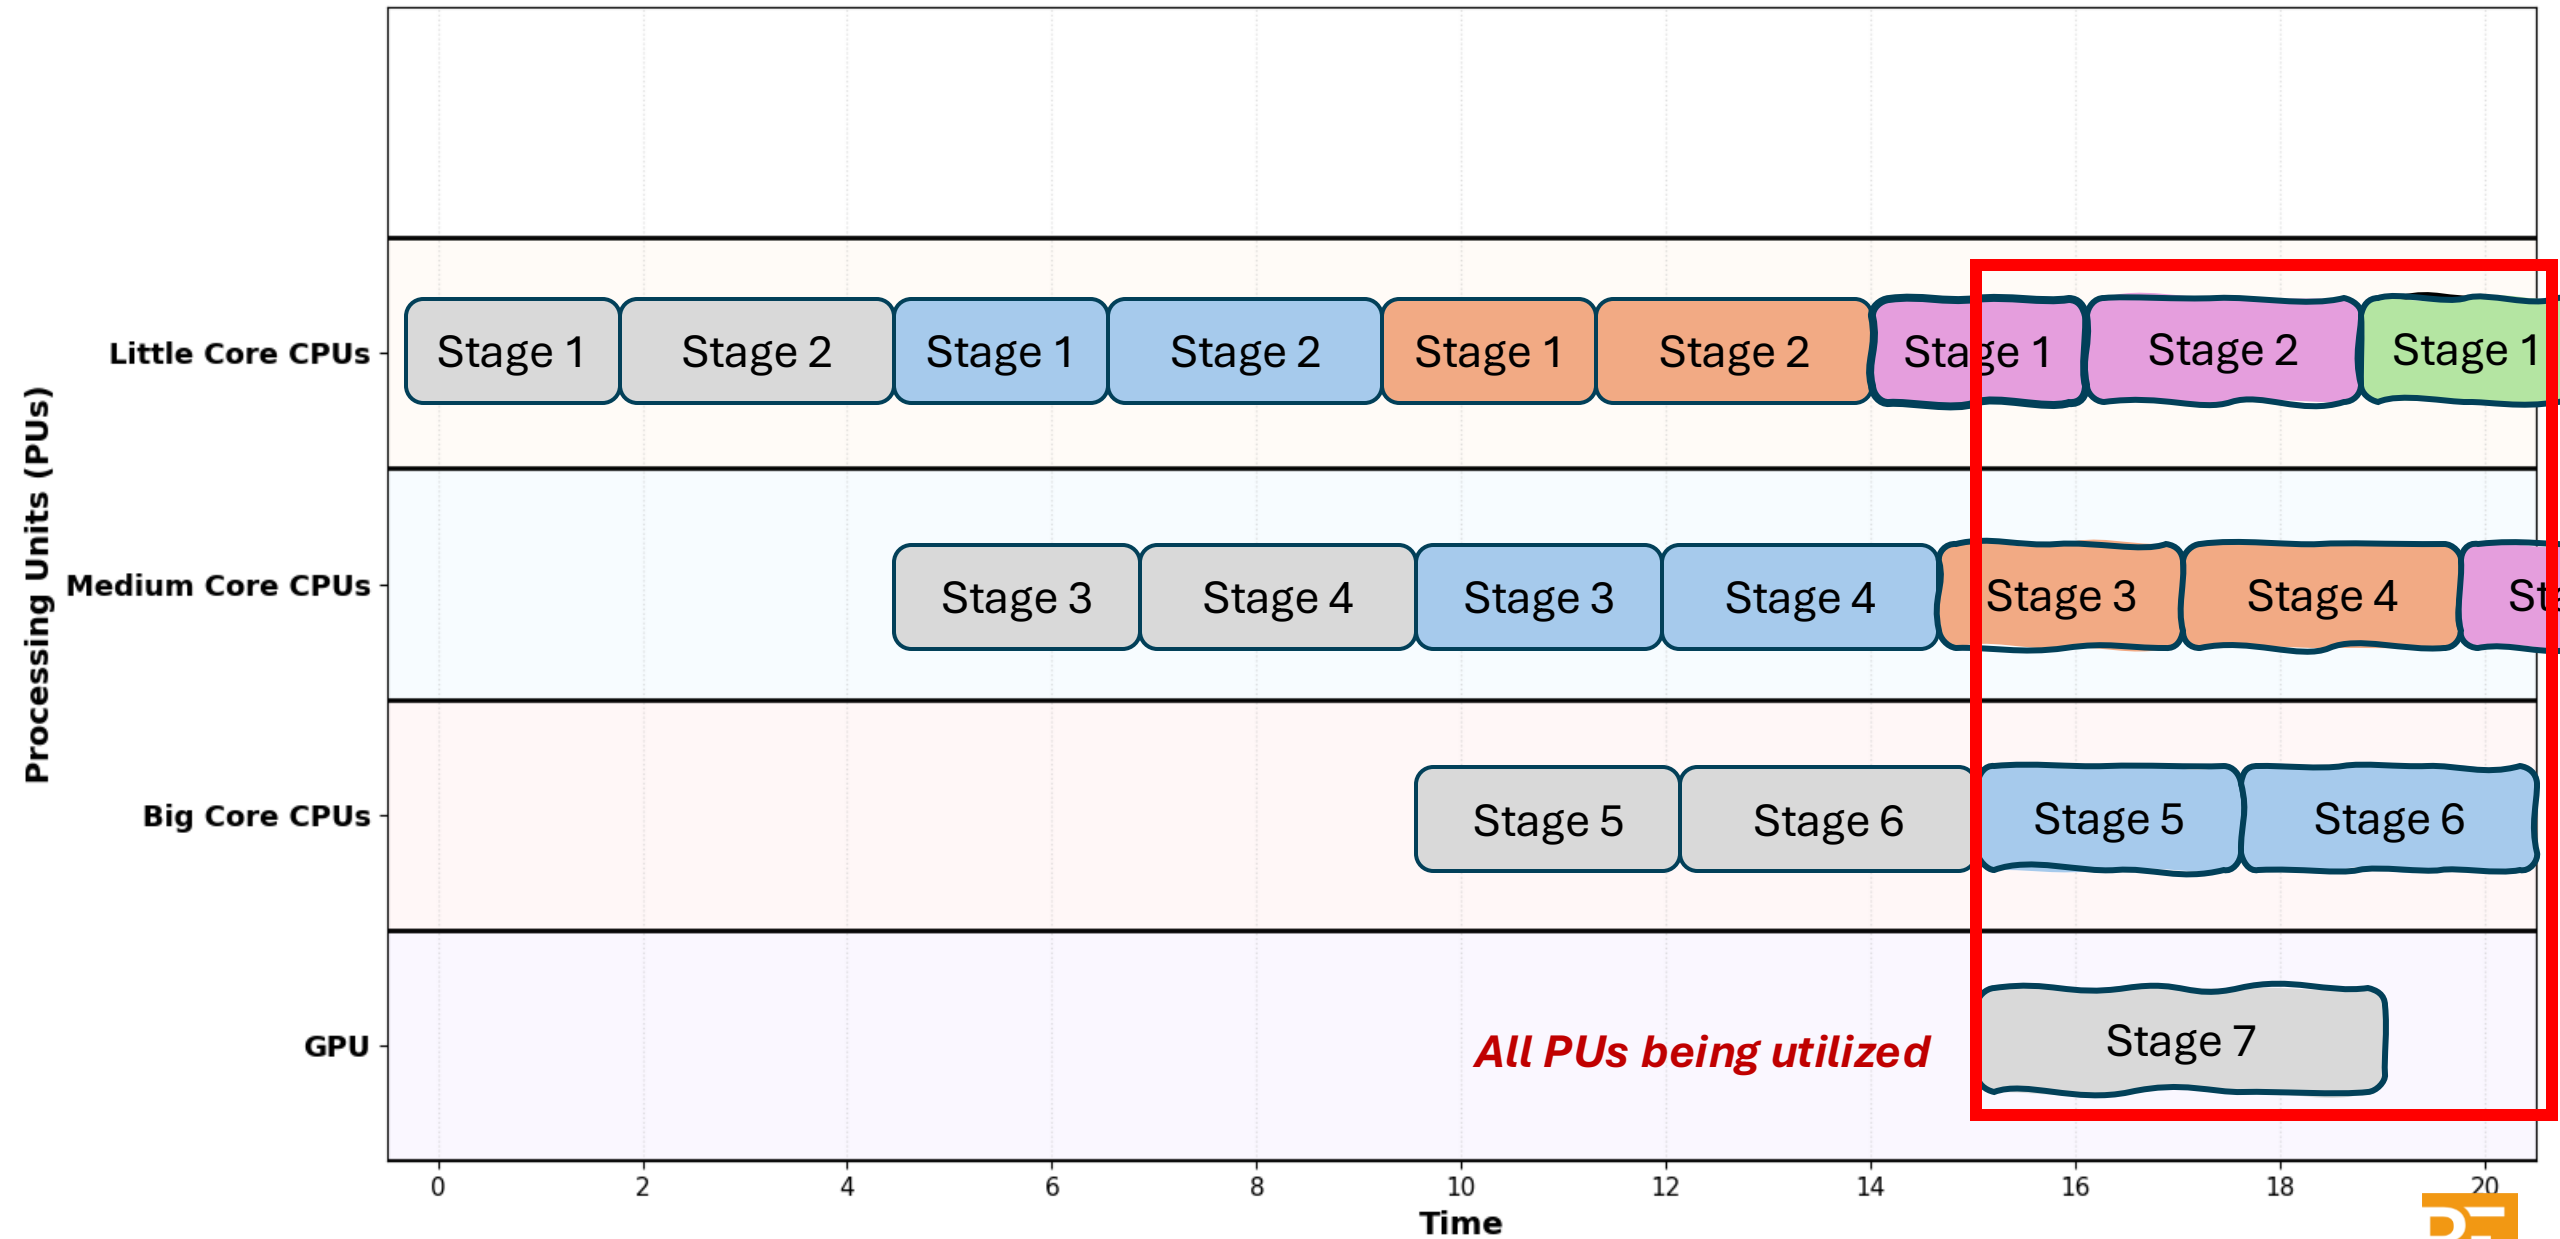 Processing Units (PUs)
Little Core CPUs
Stage 1
Stage 2
Stage 1
Stage 2
Stage 1
Stage 2
Stage 1
Stage 2
Stage 1
Medium Core CPUs
Stage 3
Stage 4
Stage 3
Stage 4
Stage 3
Stage 4
Big Core CPUs
Stage 5
Stage 6
Stage 5
Stage 6
GPU
All PUs being utilized
Stage 7
0 2 4 6 8 10 12 14 16 18 20
Time